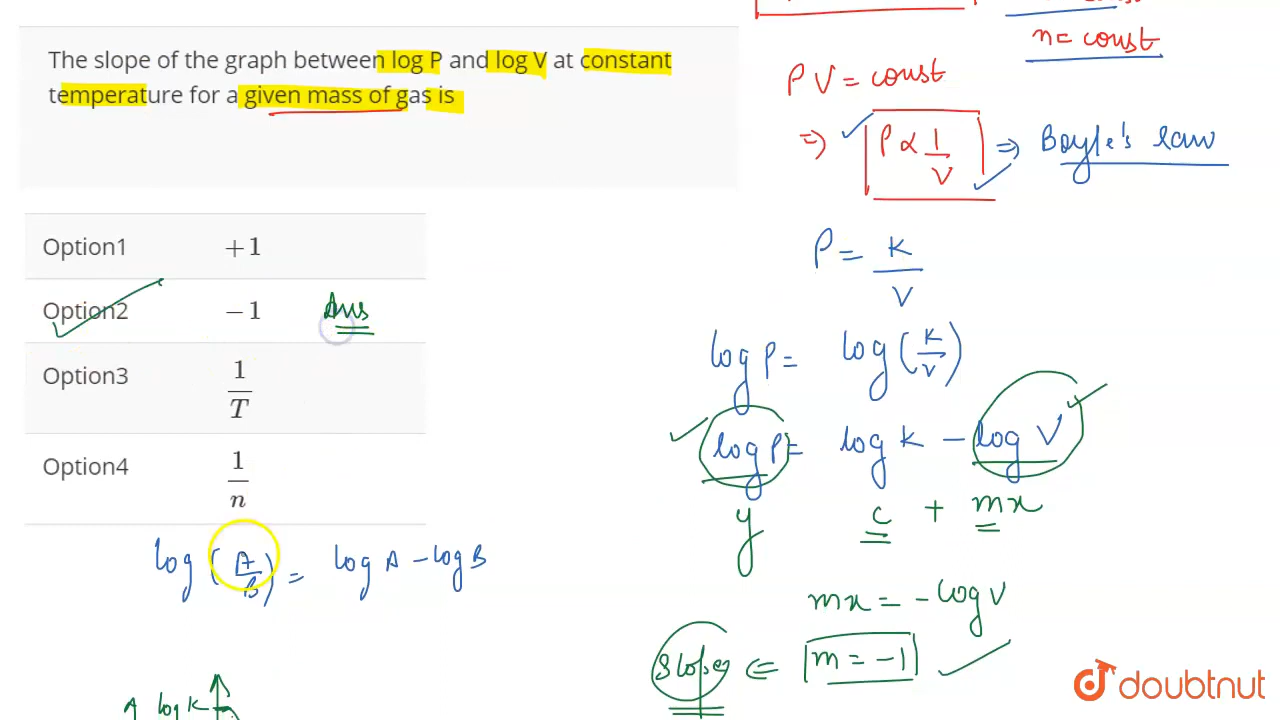 The slope of the graph between log P and log V at constant
temperature for a given mass of gas is
Option1 +1
Option2 −1 Ans
Option3 1/T
Option4 1/n
log (A/B) = log A − log B
log K
n = const
P V = const
⇒ P ∝ 1/V ⇒ Boyle's law
P = K/V
log P = log (K/V)
log P = log K − log V
y c + mx
mx = − log V
Slope ⇐ m = −1
doubtnut